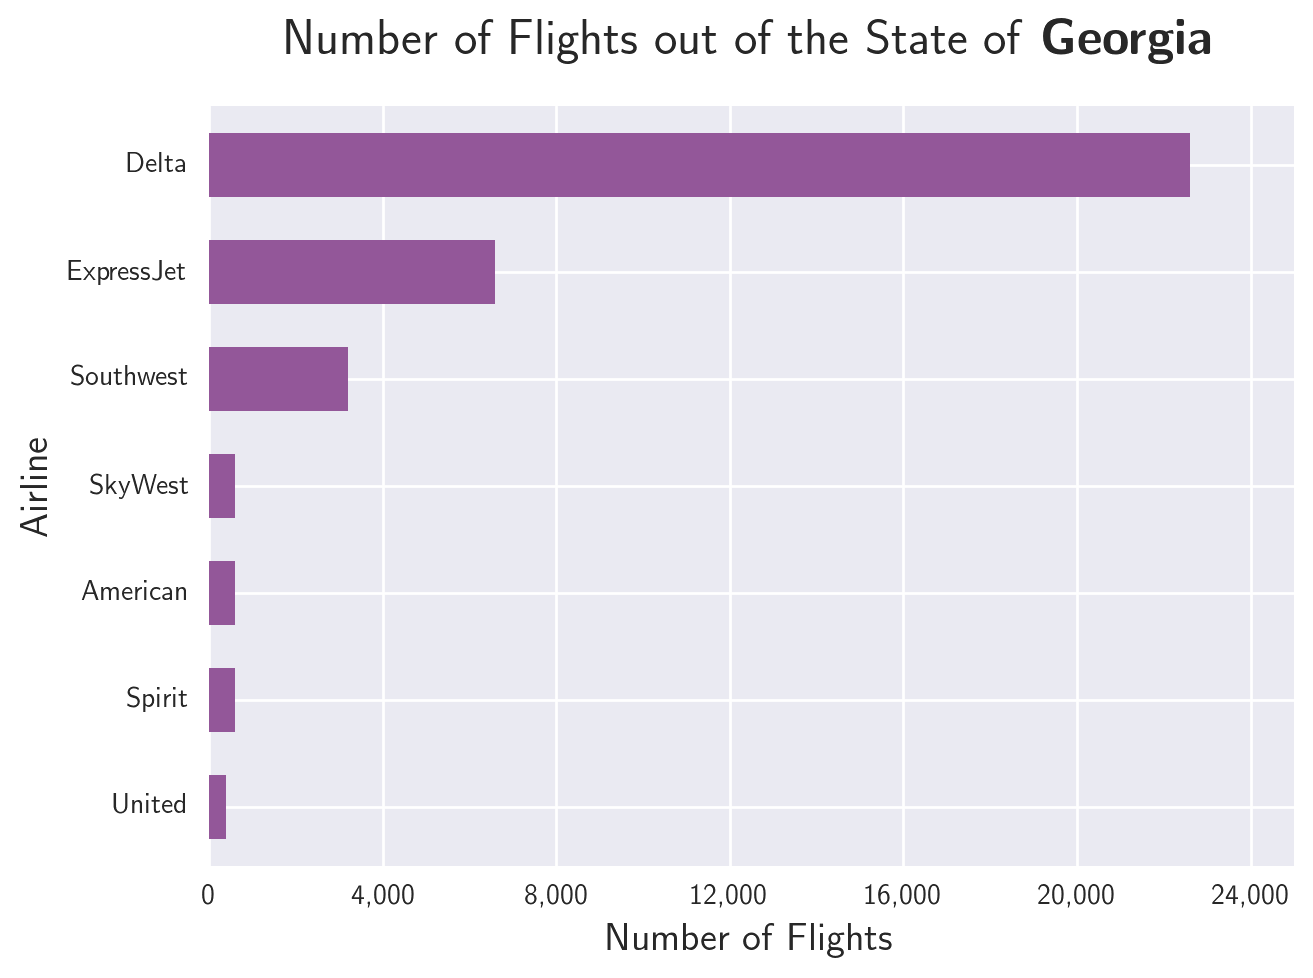 Number of Flights out of the State of Georgia
Delta
ExpressJet
Southwest
SkyWest
American
Spirit
United
Airline
0 4,000 8,000 12,000 16,000 20,000 24,000
Number of Flights